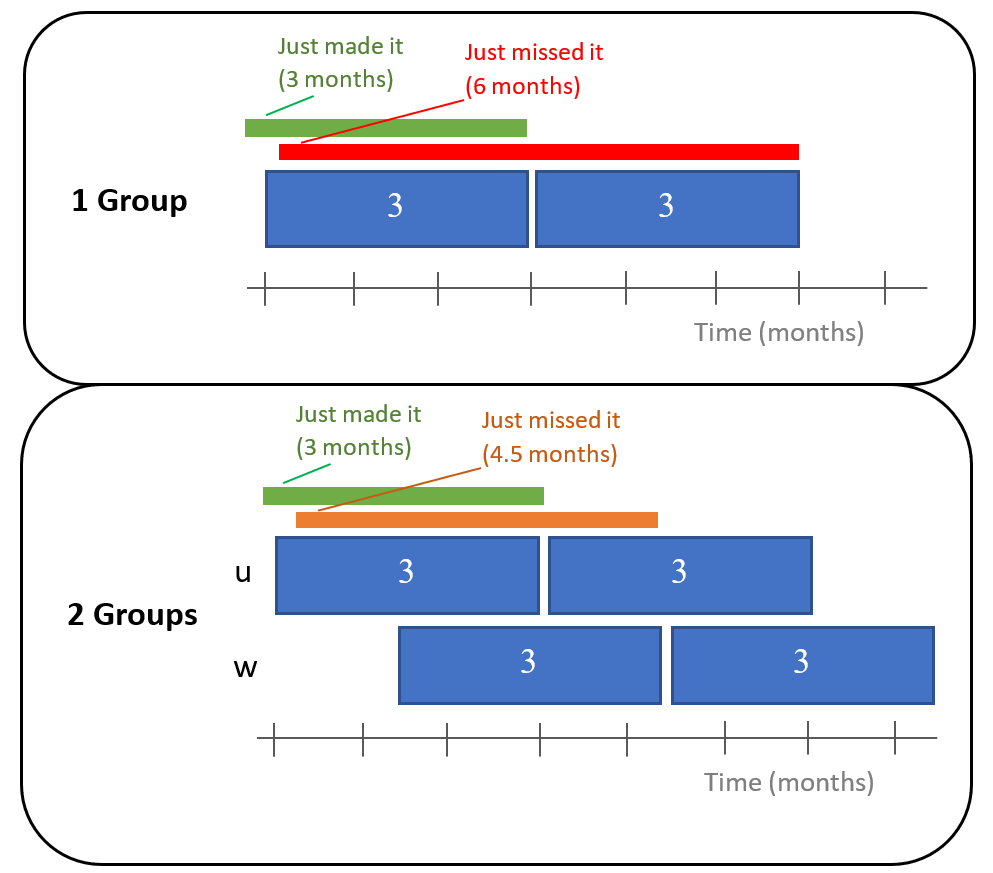 Just made it
(3 months)
Just missed it
(6 months)
1 Group
3
3
Time (months)
Just made it
(3 months)
Just missed it
(4.5 months)
2 Groups
u
3
3
w
3
3
Time (months)